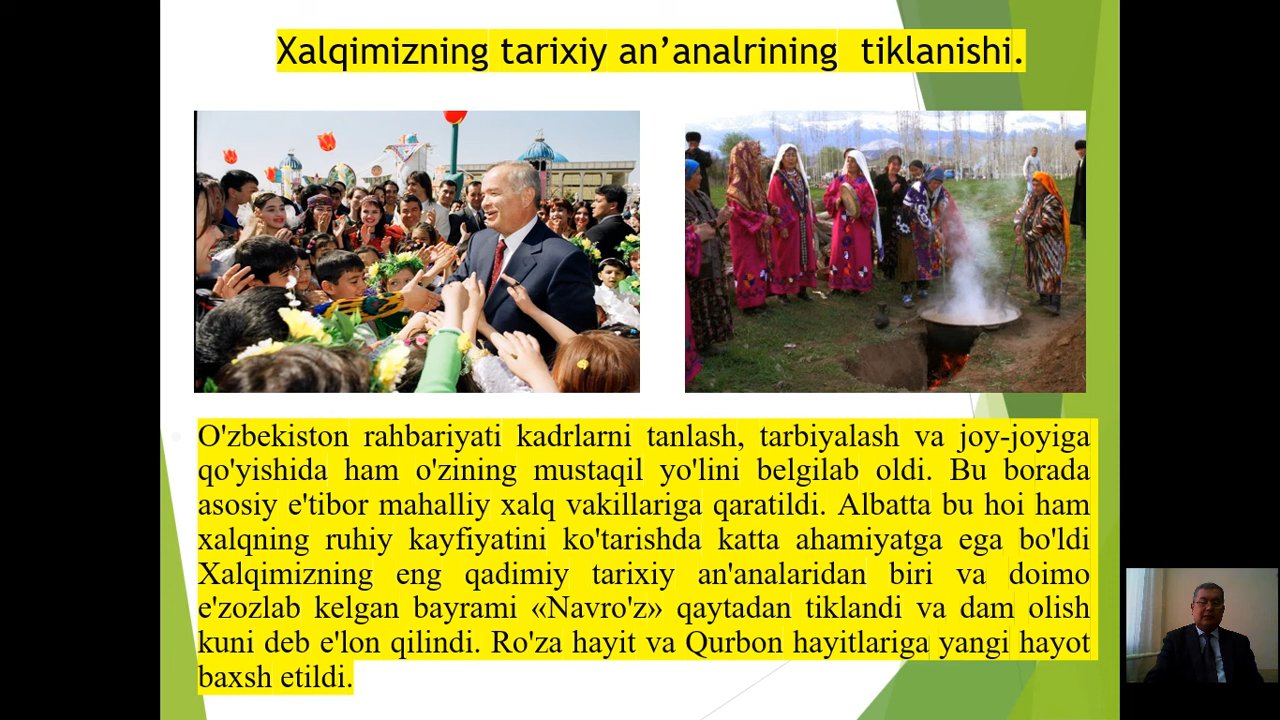 Xalqimizning tarixiy an’analrining tiklanishi.
O'zbekiston rahbariyati kadrlarni tanlash, tarbiyalash va joy-joyiga
qo'yishida ham o'zining mustaqil yo'lini belgilab oldi. Bu borada
asosiy e'tibor mahalliy xalq vakillariga qaratildi. Albatta bu hoi ham
xalqning ruhiy kayfiyatini ko'tarishda katta ahamiyatga ega bo'ldi
Xalqimizning eng qadimiy tarixiy an'analaridan biri va doimo
e'zozlab kelgan bayrami «Navro'z» qaytadan tiklandi va dam olish
kuni deb e'lon qilindi. Ro'za hayit va Qurbon hayitlariga yangi hayot
baxsh etildi.